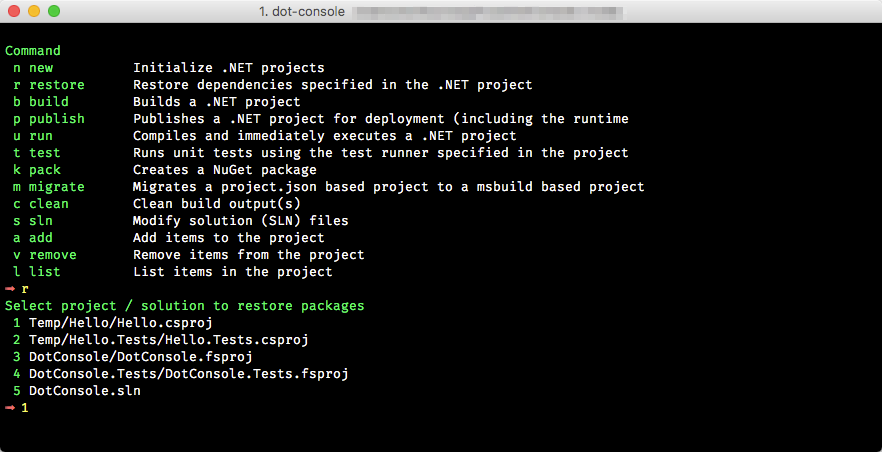 1. dot-console
Command
n new Initialize .NET projects
r restore Restore dependencies specified in the .NET project
b build Builds a .NET project
p publish Publishes a .NET project for deployment (including the runtime
u run Compiles and immediately executes a .NET project
t test Runs unit tests using the test runner specified in the project
k pack Creates a NuGet package
m migrate Migrates a project.json based project to a msbuild based project
c clean Clean build output(s)
s sln Modify solution (SLN) files
a add Add items to the project
v remove Remove items from the project
l list List items in the project
➡ r
Select project / solution to restore packages
1 Temp/Hello/Hello.csproj
2 Temp/Hello.Tests/Hello.Tests.csproj
3 DotConsole/DotConsole.fsproj
4 DotConsole.Tests/DotConsole.Tests.fsproj
5 DotConsole.sln
➡ 1